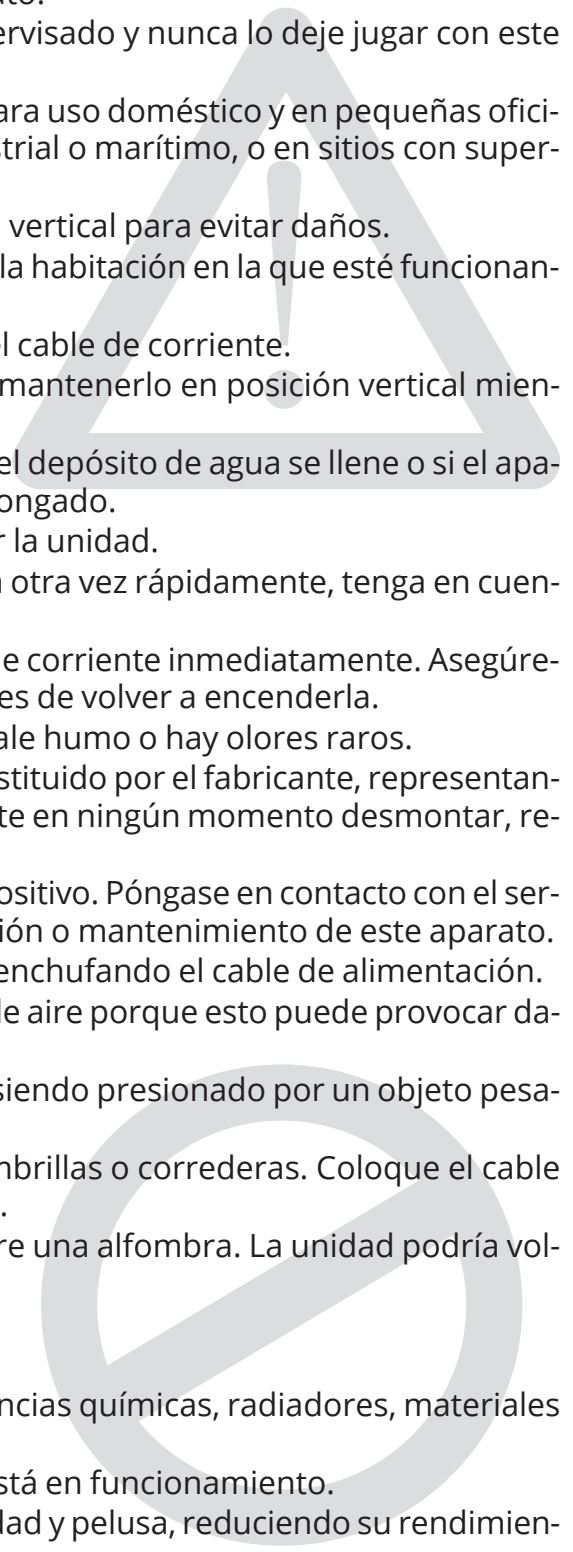 ervisado y nunca lo deje jugar con este
ara uso doméstico y en pequeñas ofici-
strial o marítimo, o en sitios con super-
vertical para evitar daños.
la habitación en la que esté funcionan-
el cable de corriente.
mantenerlo en posición vertical mien-
el depósito de agua se llene o si el apa-
ongado.
r la unidad.
a otra vez rápidamente, tenga en cuen-
e corriente inmediatamente. Asegúre-
es de volver a encenderla.
ale humo o hay olores raros.
stituido por el fabricante, representan-
te en ningún momento desmontar, re-
ositivo. Póngase en contacto con el ser-
ión o mantenimiento de este aparato.
enchufando el cable de alimentación.
de aire porque esto puede provocar da-
siendo presionado por un objeto pesa-
mbrillas o correderas. Coloque el cable
re una alfombra. La unidad podría vol-
ncias químicas, radiadores, materiales
stá en funcionamiento.
dad y pelusa, reduciendo su rendimien-